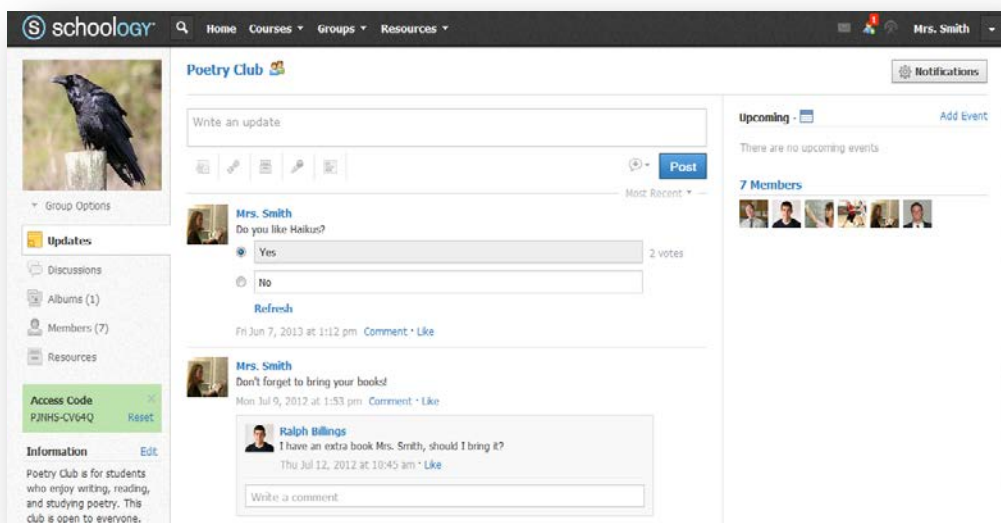 S schoology Home Courses Groups Resources 1 Mrs. Smith
Poetry Club
Notifications
Write an update
Post
Most Recent
Mrs. Smith
Do you like Haikus?
Yes 2 votes
No
Refresh
Fri Jun 7, 2013 at 1:12 pm Comment · Like
Mrs. Smith
Don't forget to bring your books!
Mon Jul 9, 2012 at 1:53 pm Comment · Like
Ralph Billings
I have an extra book Mrs. Smith, should I bring it?
Thu Jul 12, 2012 at 10:45 am · Like
Write a comment
Upcoming · Add Event
There are no upcoming events
7 Members
Group Options
Updates
Discussions
Albums (1)
Members (7)
Resources
Access Code
PJNHS-CV64Q Reset
Information Edit
Poetry Club is for students
who enjoy writing, reading,
and studying poetry. This
club is open to everyone.